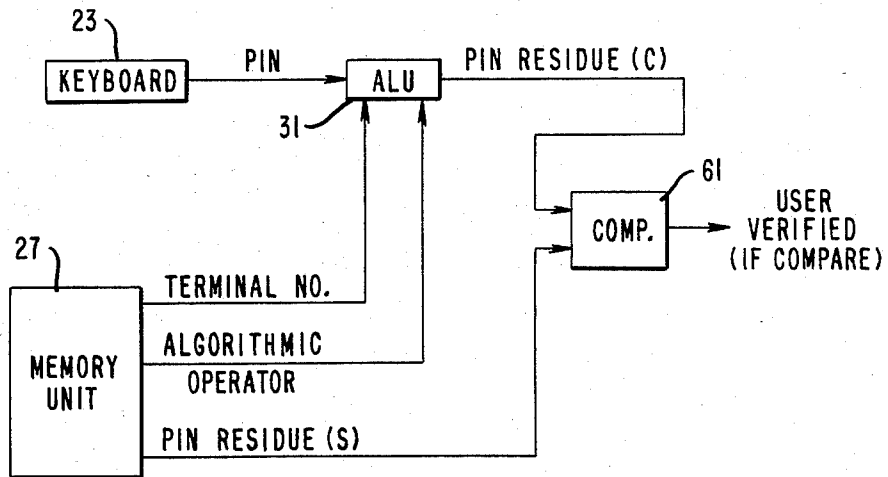 23
KEYBOARD
PIN
ALU
31
PIN RESIDUE (C)
61
COMP.
USER
VERIFIED
(IF COMPARE)
27
MEMORY
UNIT
TERMINAL NO.
ALGORITHMIC
OPERATOR
PIN RESIDUE (S)